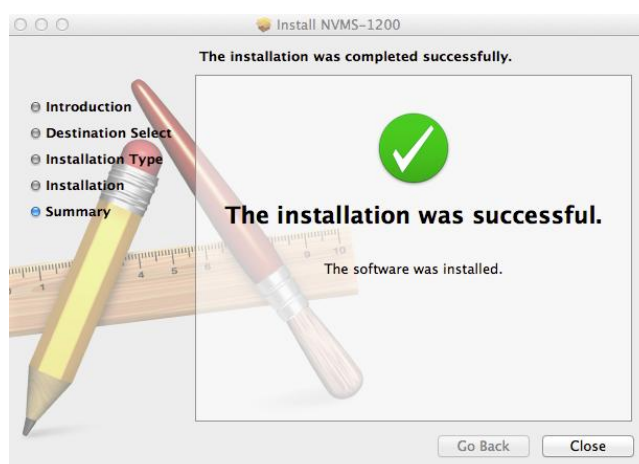 Install NVMS-1200
The installation was completed successfully.
Introduction
Destination Select
Installation Type
Installation
Summary
The installation was successful.
The software was installed.
Go Back
Close